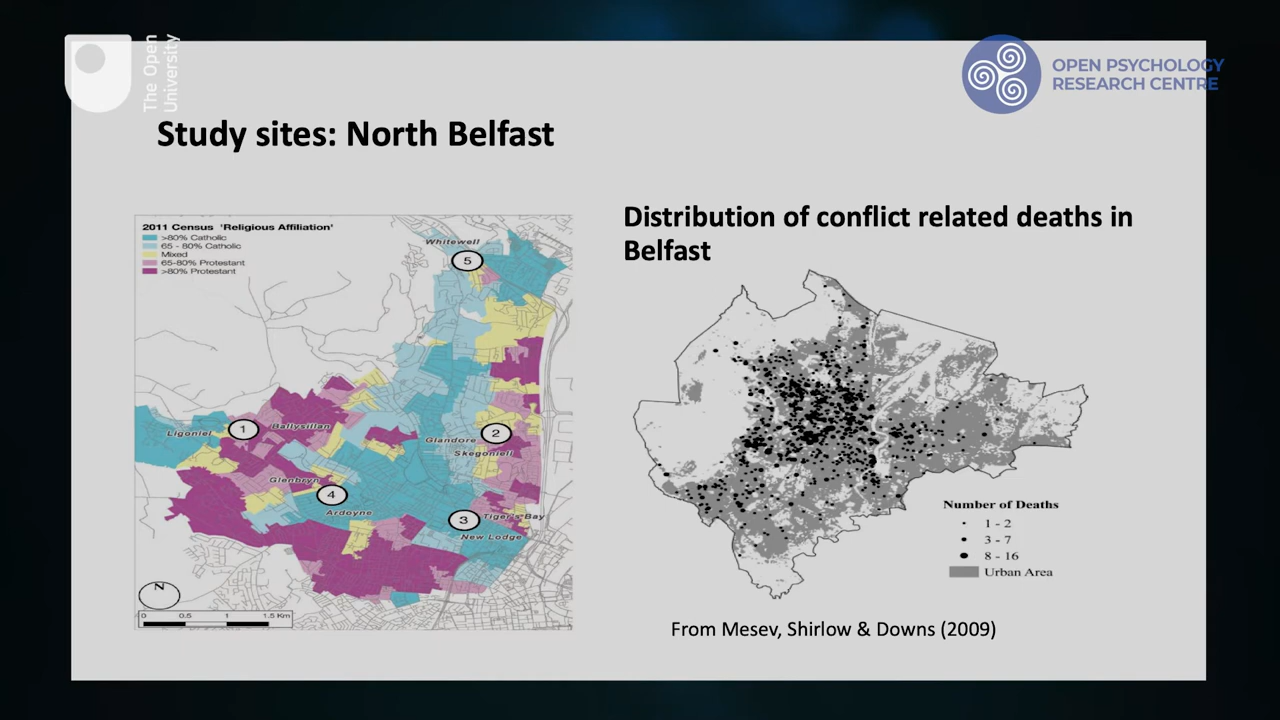 The Open
University
OPEN PSYCHOLOGY
RESEARCH CENTRE
Study sites: North Belfast
2011 Census 'Religious Affiliation'
>80% Catholic
65 - 80% Catholic
Mixed
65-80% Protestant
>80% Protestant
Whitewell
5
Ligoniel
1
Ballysillan
Glandore
2
Skegoniel
Glenbryn
4
Ardoyne
3
Tiger's Bay
New Lodge
N
0 0.5 1 1.5 Km
Distribution of conflict related deaths in
Belfast
Number of Deaths
1 - 2
3 - 7
8 - 16
Urban Area
From Mesev, Shirlow & Downs (2009)